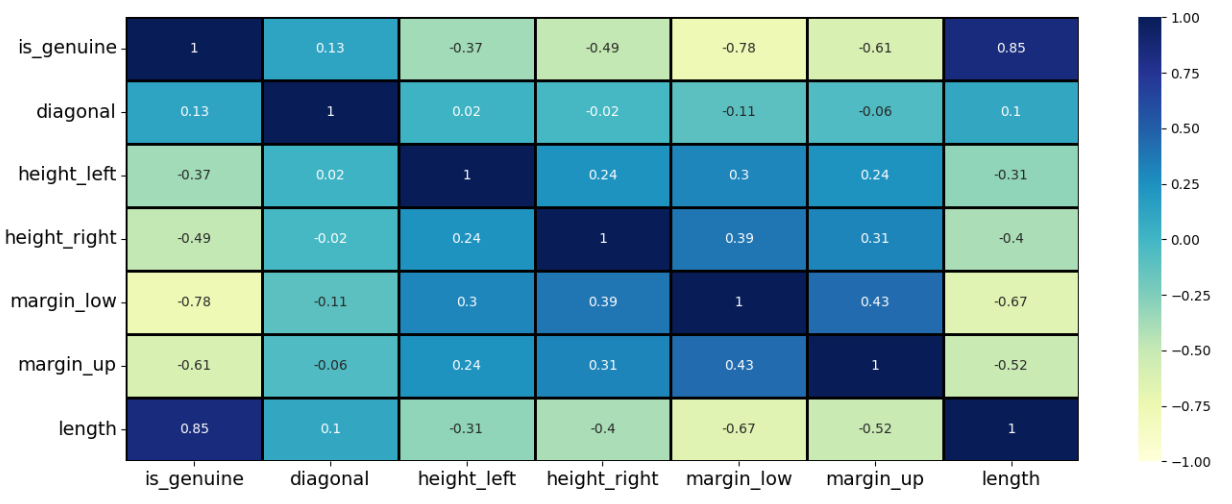 is_genuine 1 0.13 -0.37 -0.49 -0.78 -0.61 0.85
diagonal 0.13 1 0.02 -0.02 -0.11 -0.06 0.1
height_left -0.37 0.02 1 0.24 0.3 0.24 -0.31
height_right -0.49 -0.02 0.24 1 0.39 0.31 -0.4
margin_low -0.78 -0.11 0.3 0.39 1 0.43 -0.67
margin_up -0.61 -0.06 0.24 0.31 0.43 1 -0.52
length 0.85 0.1 -0.31 -0.4 -0.67 -0.52 1
is_genuine diagonal height_left height_right margin_low margin_up length
1.00
0.75
0.50
0.25
0.00
−0.25
−0.50
−0.75
−1.00